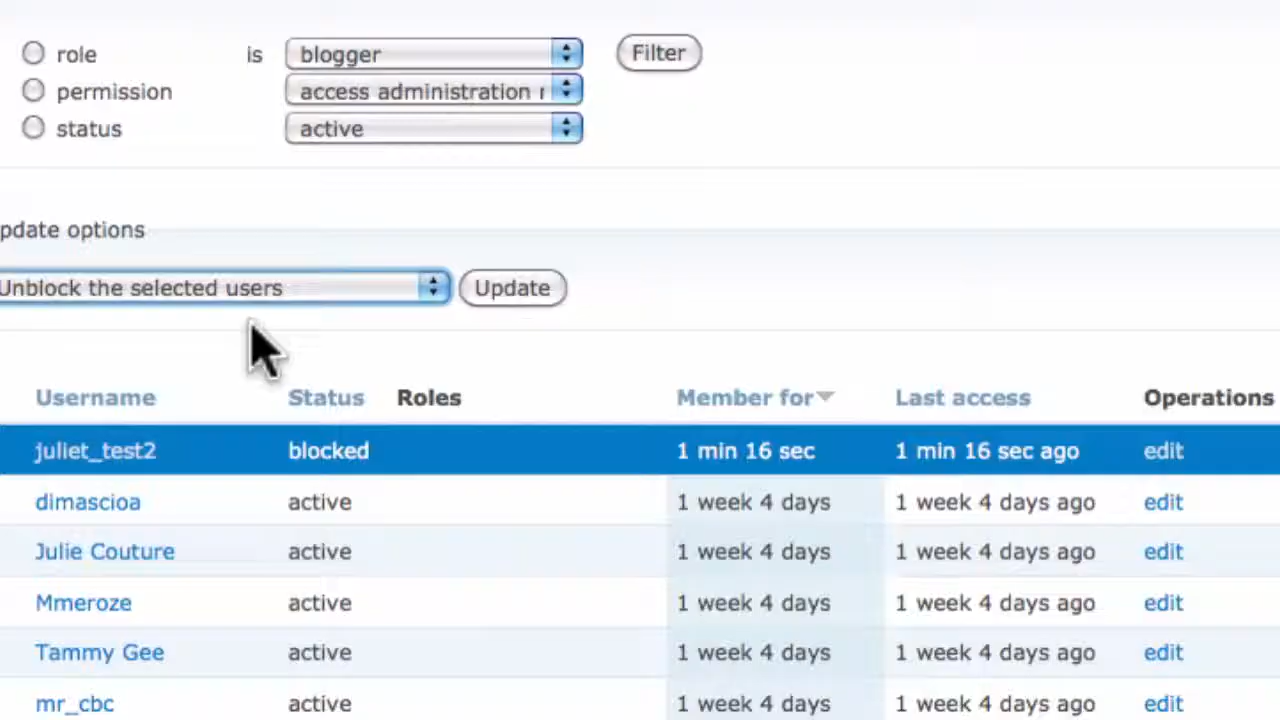 role is blogger Filter
permission access administration
status active
pdate options
Unblock the selected users Update
Username Status Roles Member for Last access Operations
juliet_test2 blocked 1 min 16 sec 1 min 16 sec ago edit
dimascioa active 1 week 4 days 1 week 4 days ago edit
Julie Couture active 1 week 4 days 1 week 4 days ago edit
Mmeroze active 1 week 4 days 1 week 4 days ago edit
Tammy Gee active 1 week 4 days 1 week 4 days ago edit
mr_cbc active 1 week 4 days 1 week 4 days ago edit